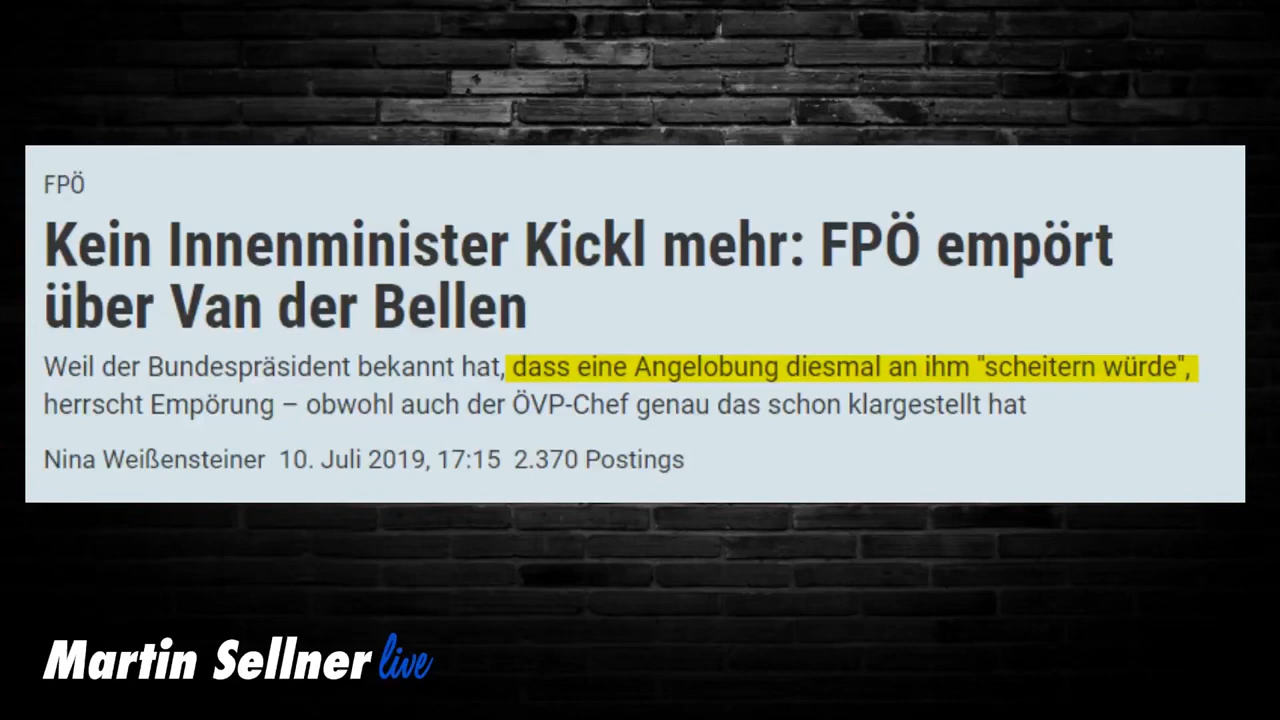 FPÖ
Kein Innenminister Kickl mehr: FPÖ empört
über Van der Bellen
Weil der Bundespräsident bekannt hat, dass eine Angelobung diesmal an ihm "scheitern würde",
herrscht Empörung – obwohl auch der ÖVP-Chef genau das schon klargestellt hat
Nina Weißensteiner 10. Juli 2019, 17:15 2.370 Postings
Martin Sellner live